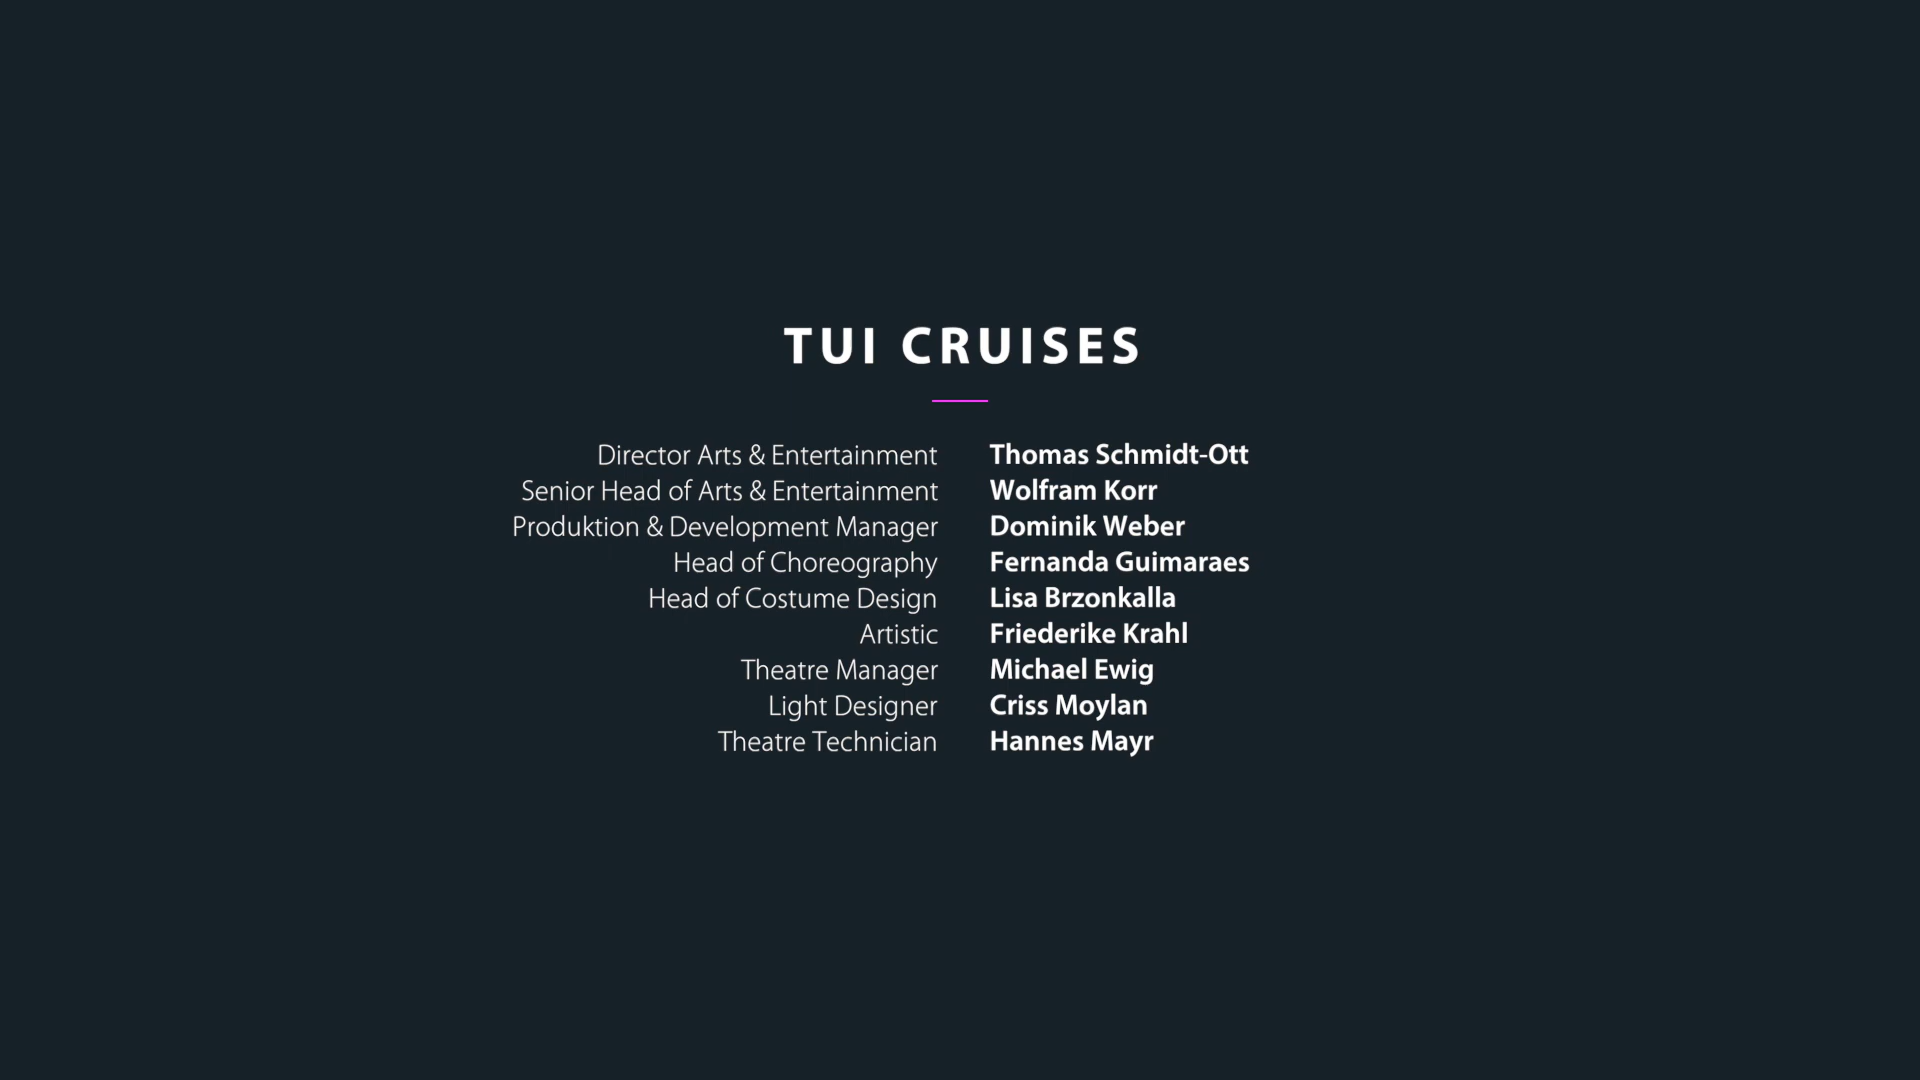 TUI CRUISES
Director Arts & Entertainment Thomas Schmidt-Ott
Senior Head of Arts & Entertainment Wolfram Korr
Produktion & Development Manager Dominik Weber
Head of Choreography Fernanda Guimaraes
Head of Costume Design Lisa Brzonkalla
Artistic Friederike Krahl
Theatre Manager Michael Ewig
Light Designer Criss Moylan
Theatre Technician Hannes Mayr